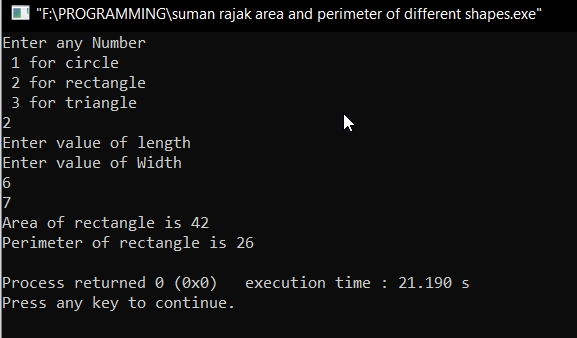 "F:\PROGRAMMING\suman rajak area and perimeter of different shapes.exe"
Enter any Number
1 for circle
2 for rectangle
3 for triangle
2
Enter value of length
Enter value of Width
6
7
Area of rectangle is 42
Perimeter of rectangle is 26
Process returned 0 (0x0)   execution time : 21.190 s
Press any key to continue.